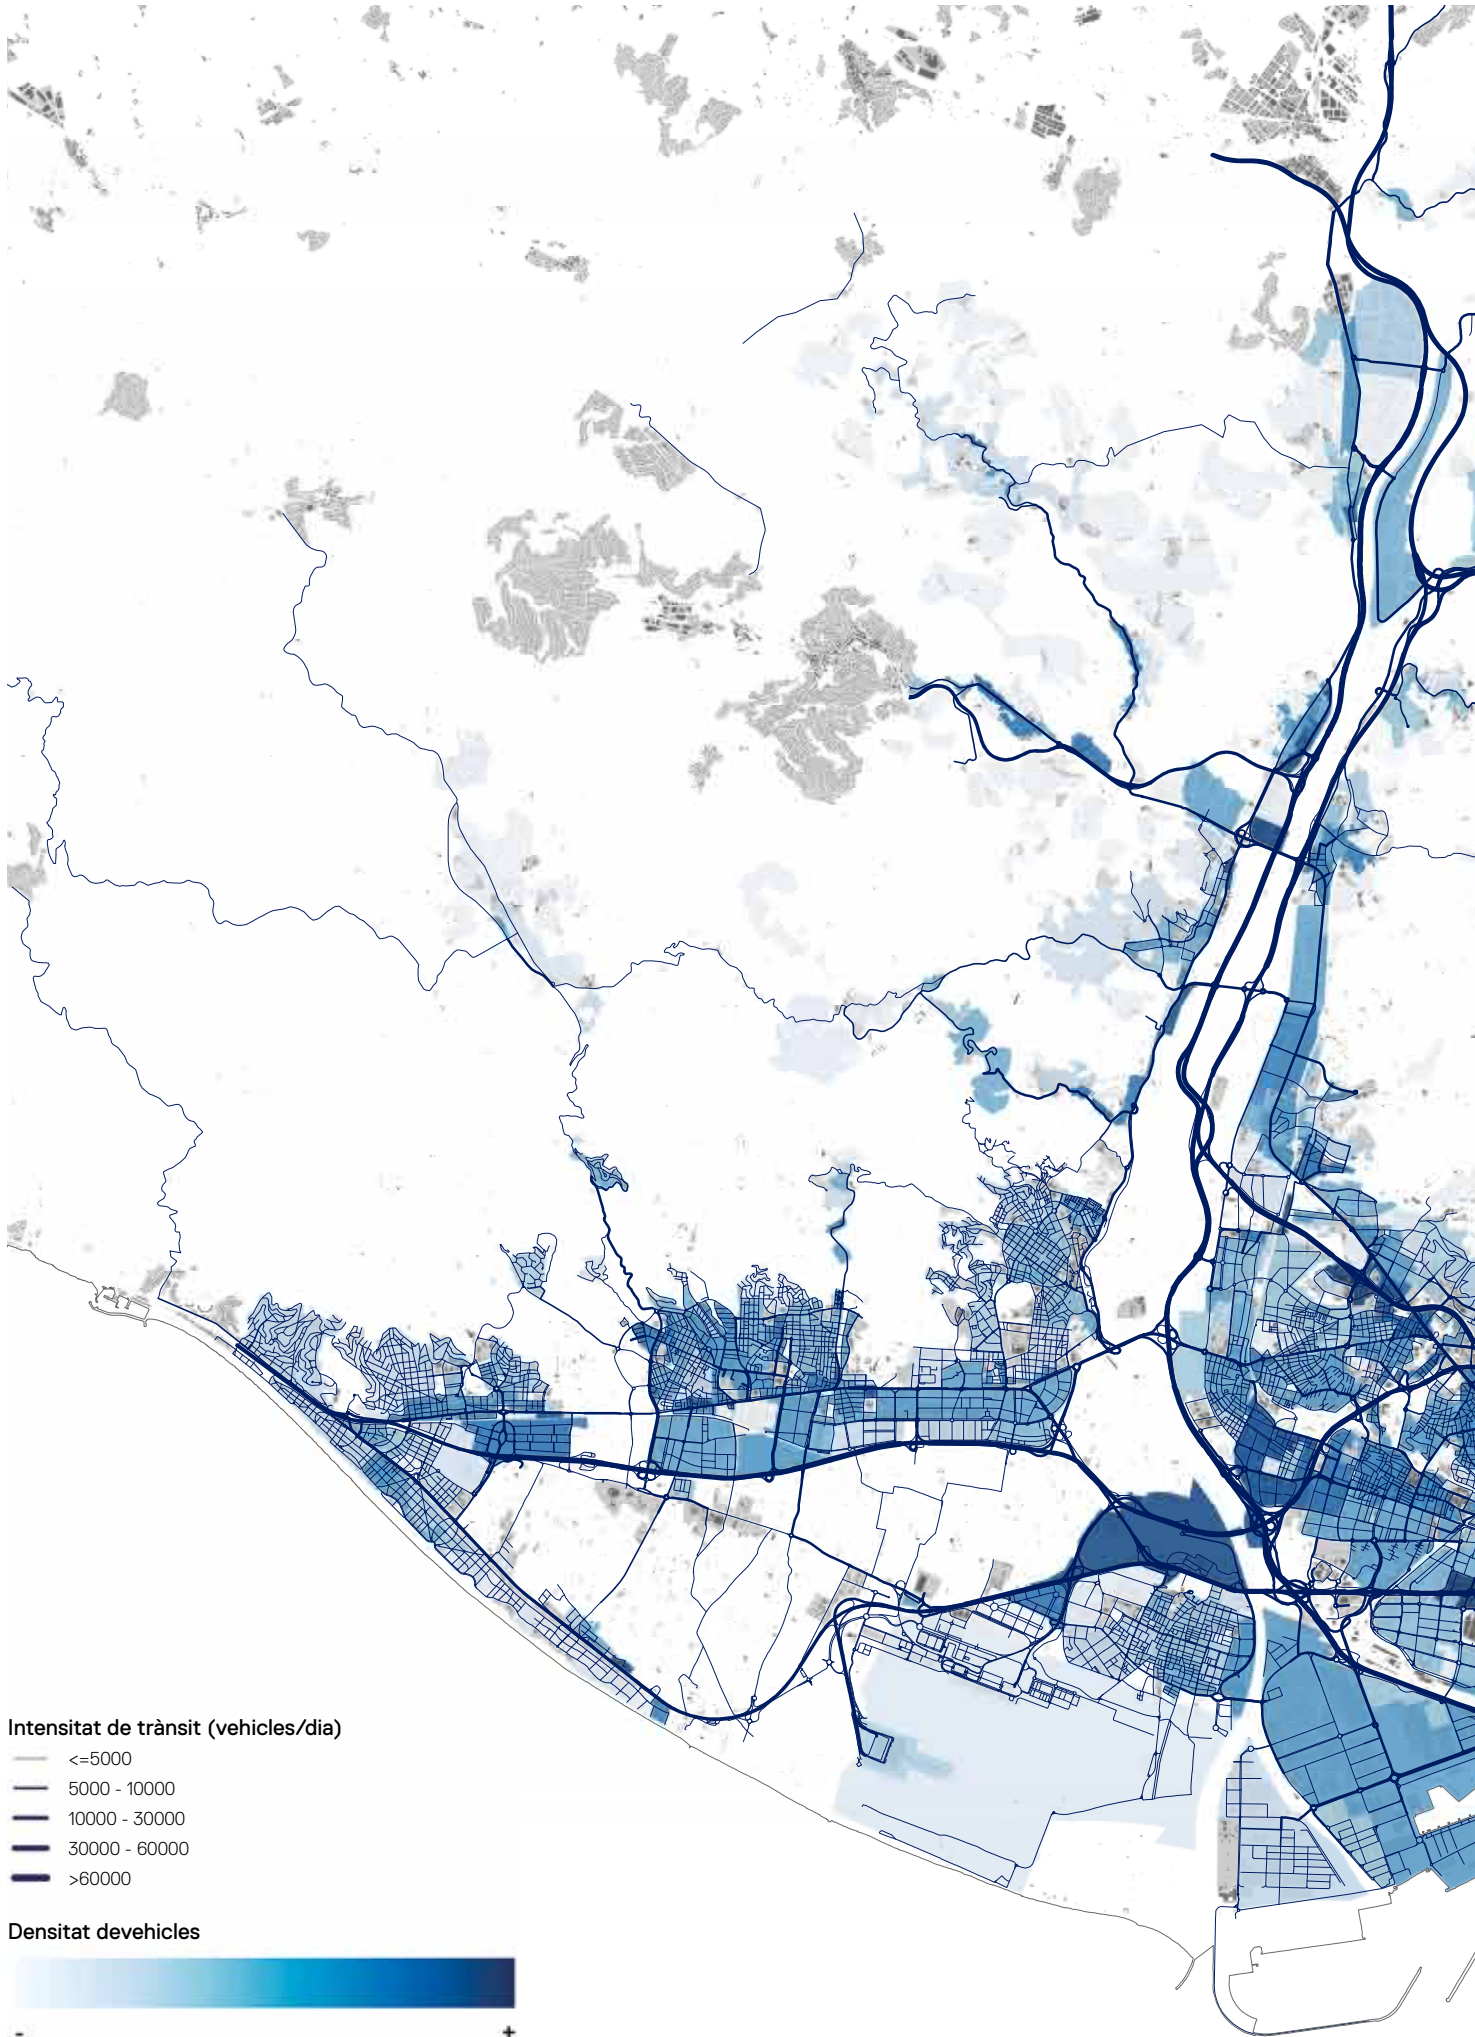 Intensitat de trànsit (vehicles/dia)
<=5000
5000 - 10000
10000 - 30000
30000 - 60000
>60000
Densitat devehicles
- +